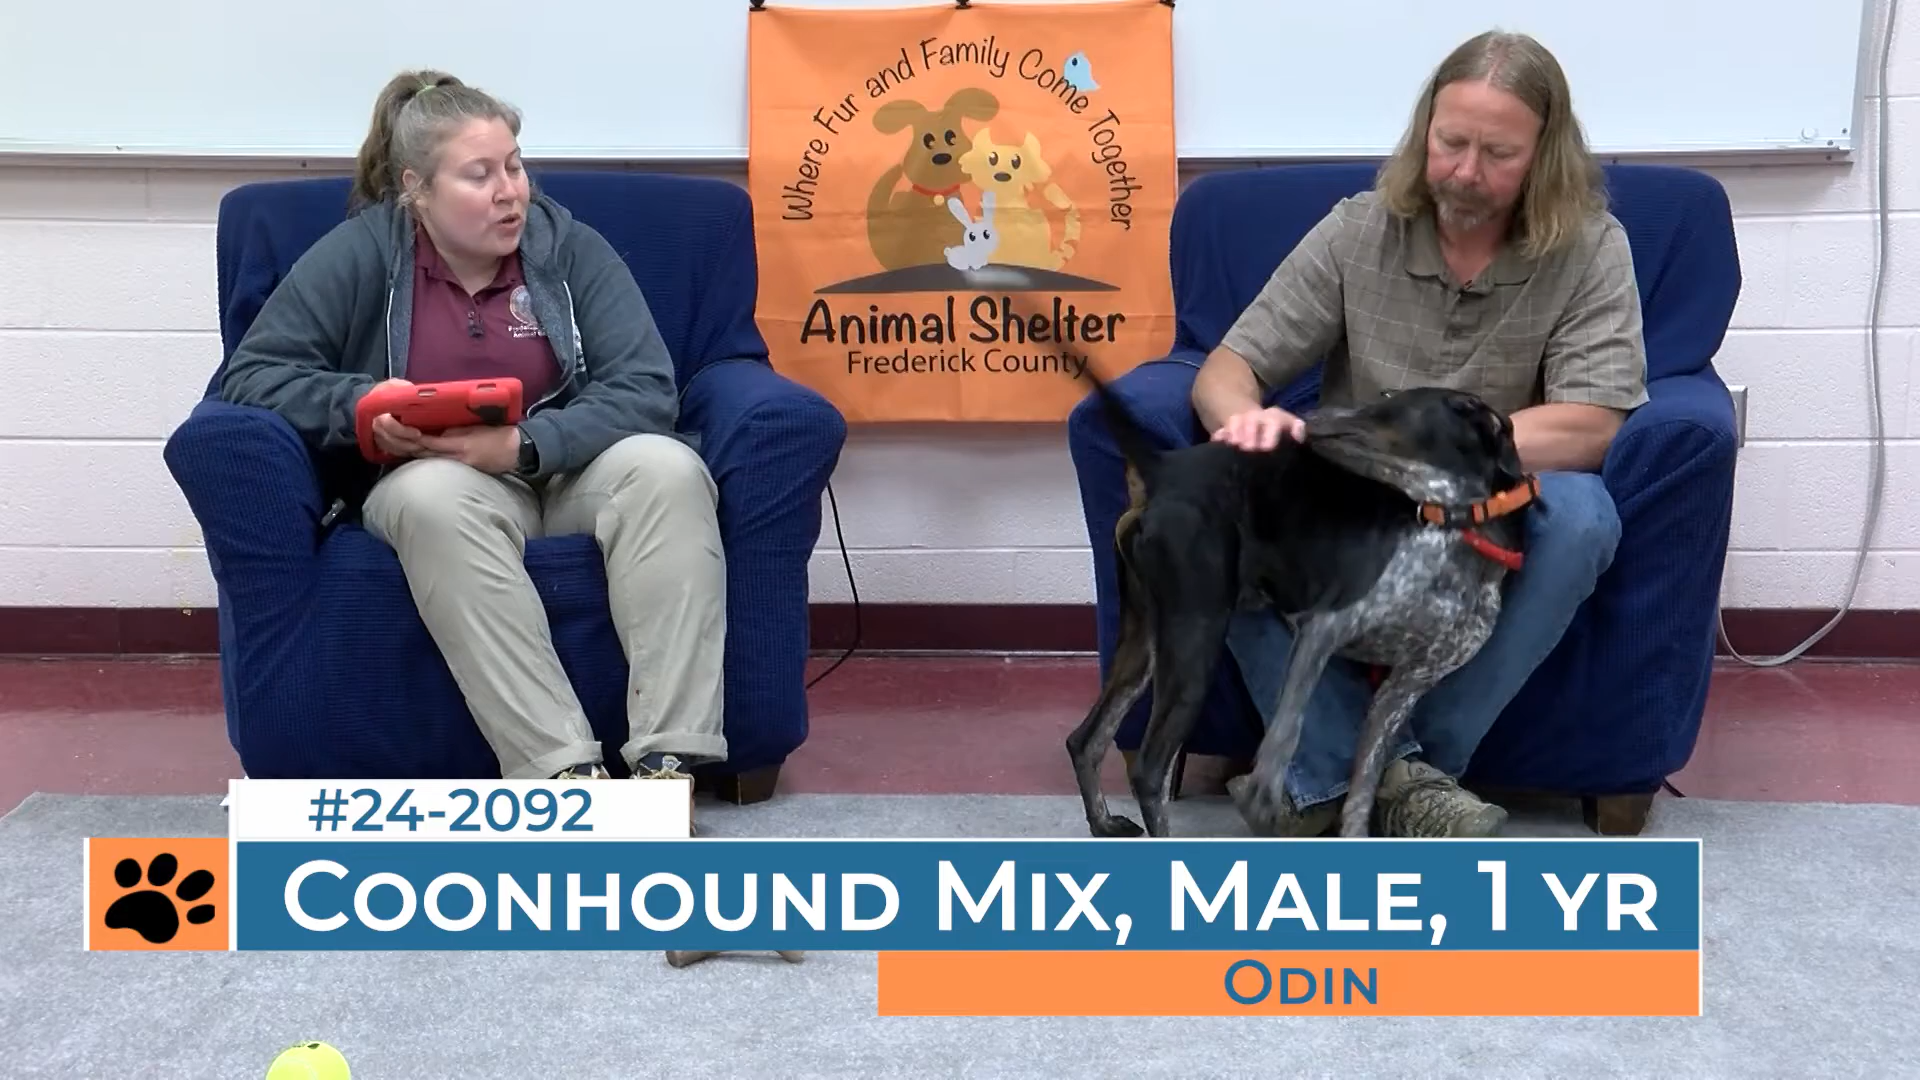 Where Fur and Family Come Together
Animal Shelter
Frederick County
#24-2092
COONHOUND MIX, MALE, 1 YR
ODIN